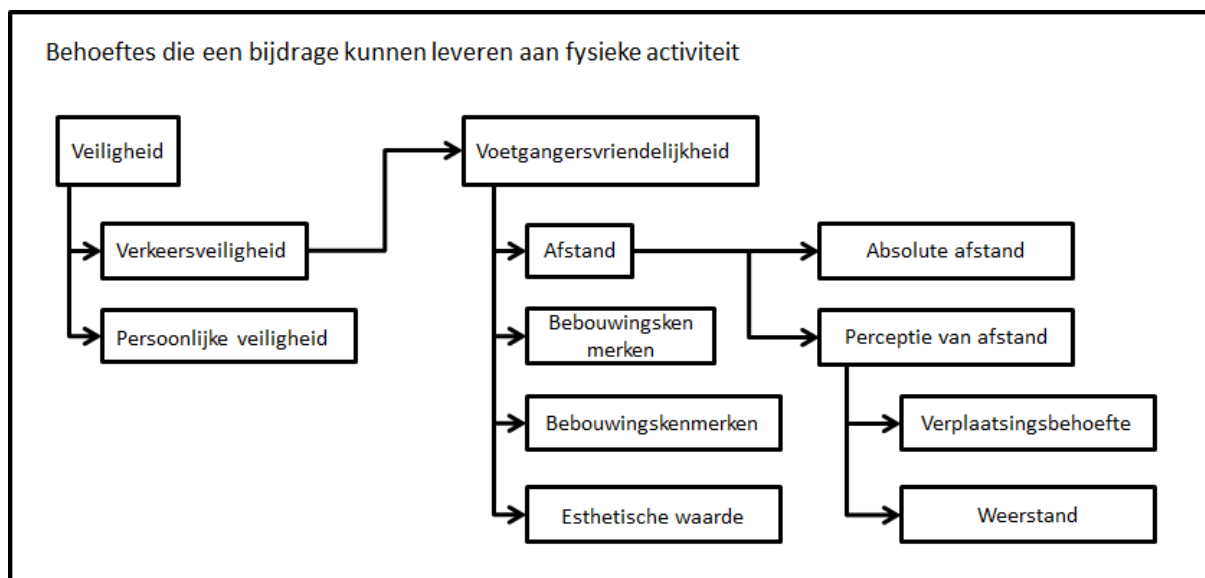 Behoeftes die een bijdrage kunnen leveren aan fysieke activiteit
Veiligheid
Voetgangersvriendelijkheid
Verkeersveiligheid
Afstand
Absolute afstand
Persoonlijke veiligheid
Bebouwingsken
merken
Perceptie van afstand
Bebouwingskenmerken
Verplaatsingsbehoefte
Esthetische waarde
Weerstand